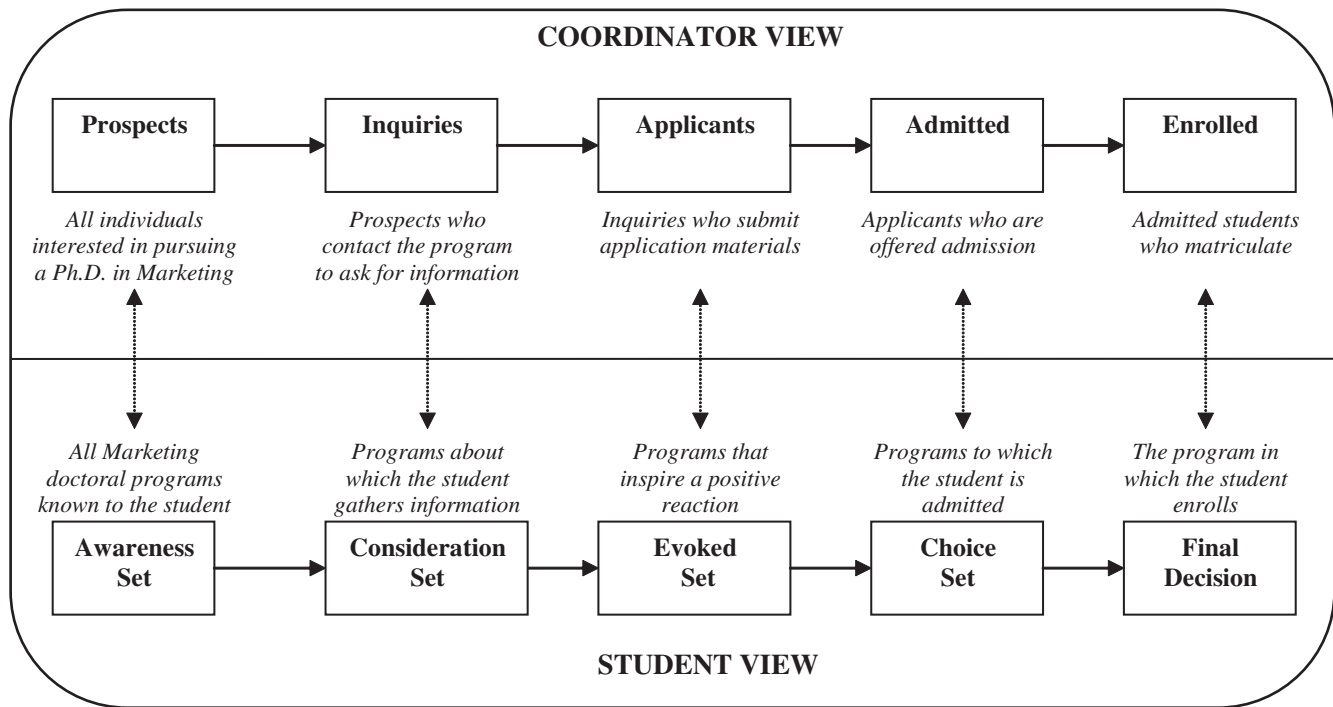 COORDINATOR VIEW
Prospects
Inquiries
Applicants
Admitted
Enrolled
All individuals
interested in pursuing
a Ph.D. in Marketing
Prospects who
contact the program
to ask for information
Inquiries who submit
application materials
Applicants who are
offered admission
Admitted students
who matriculate
All Marketing
doctoral programs
known to the student
Programs about
which the student
gathers information
Programs that
inspire a positive
reaction
Programs to which
the student is
admitted
The program in
which the student
enrolls
Awareness
Set
Consideration
Set
Evoked
Set
Choice
Set
Final
Decision
STUDENT VIEW